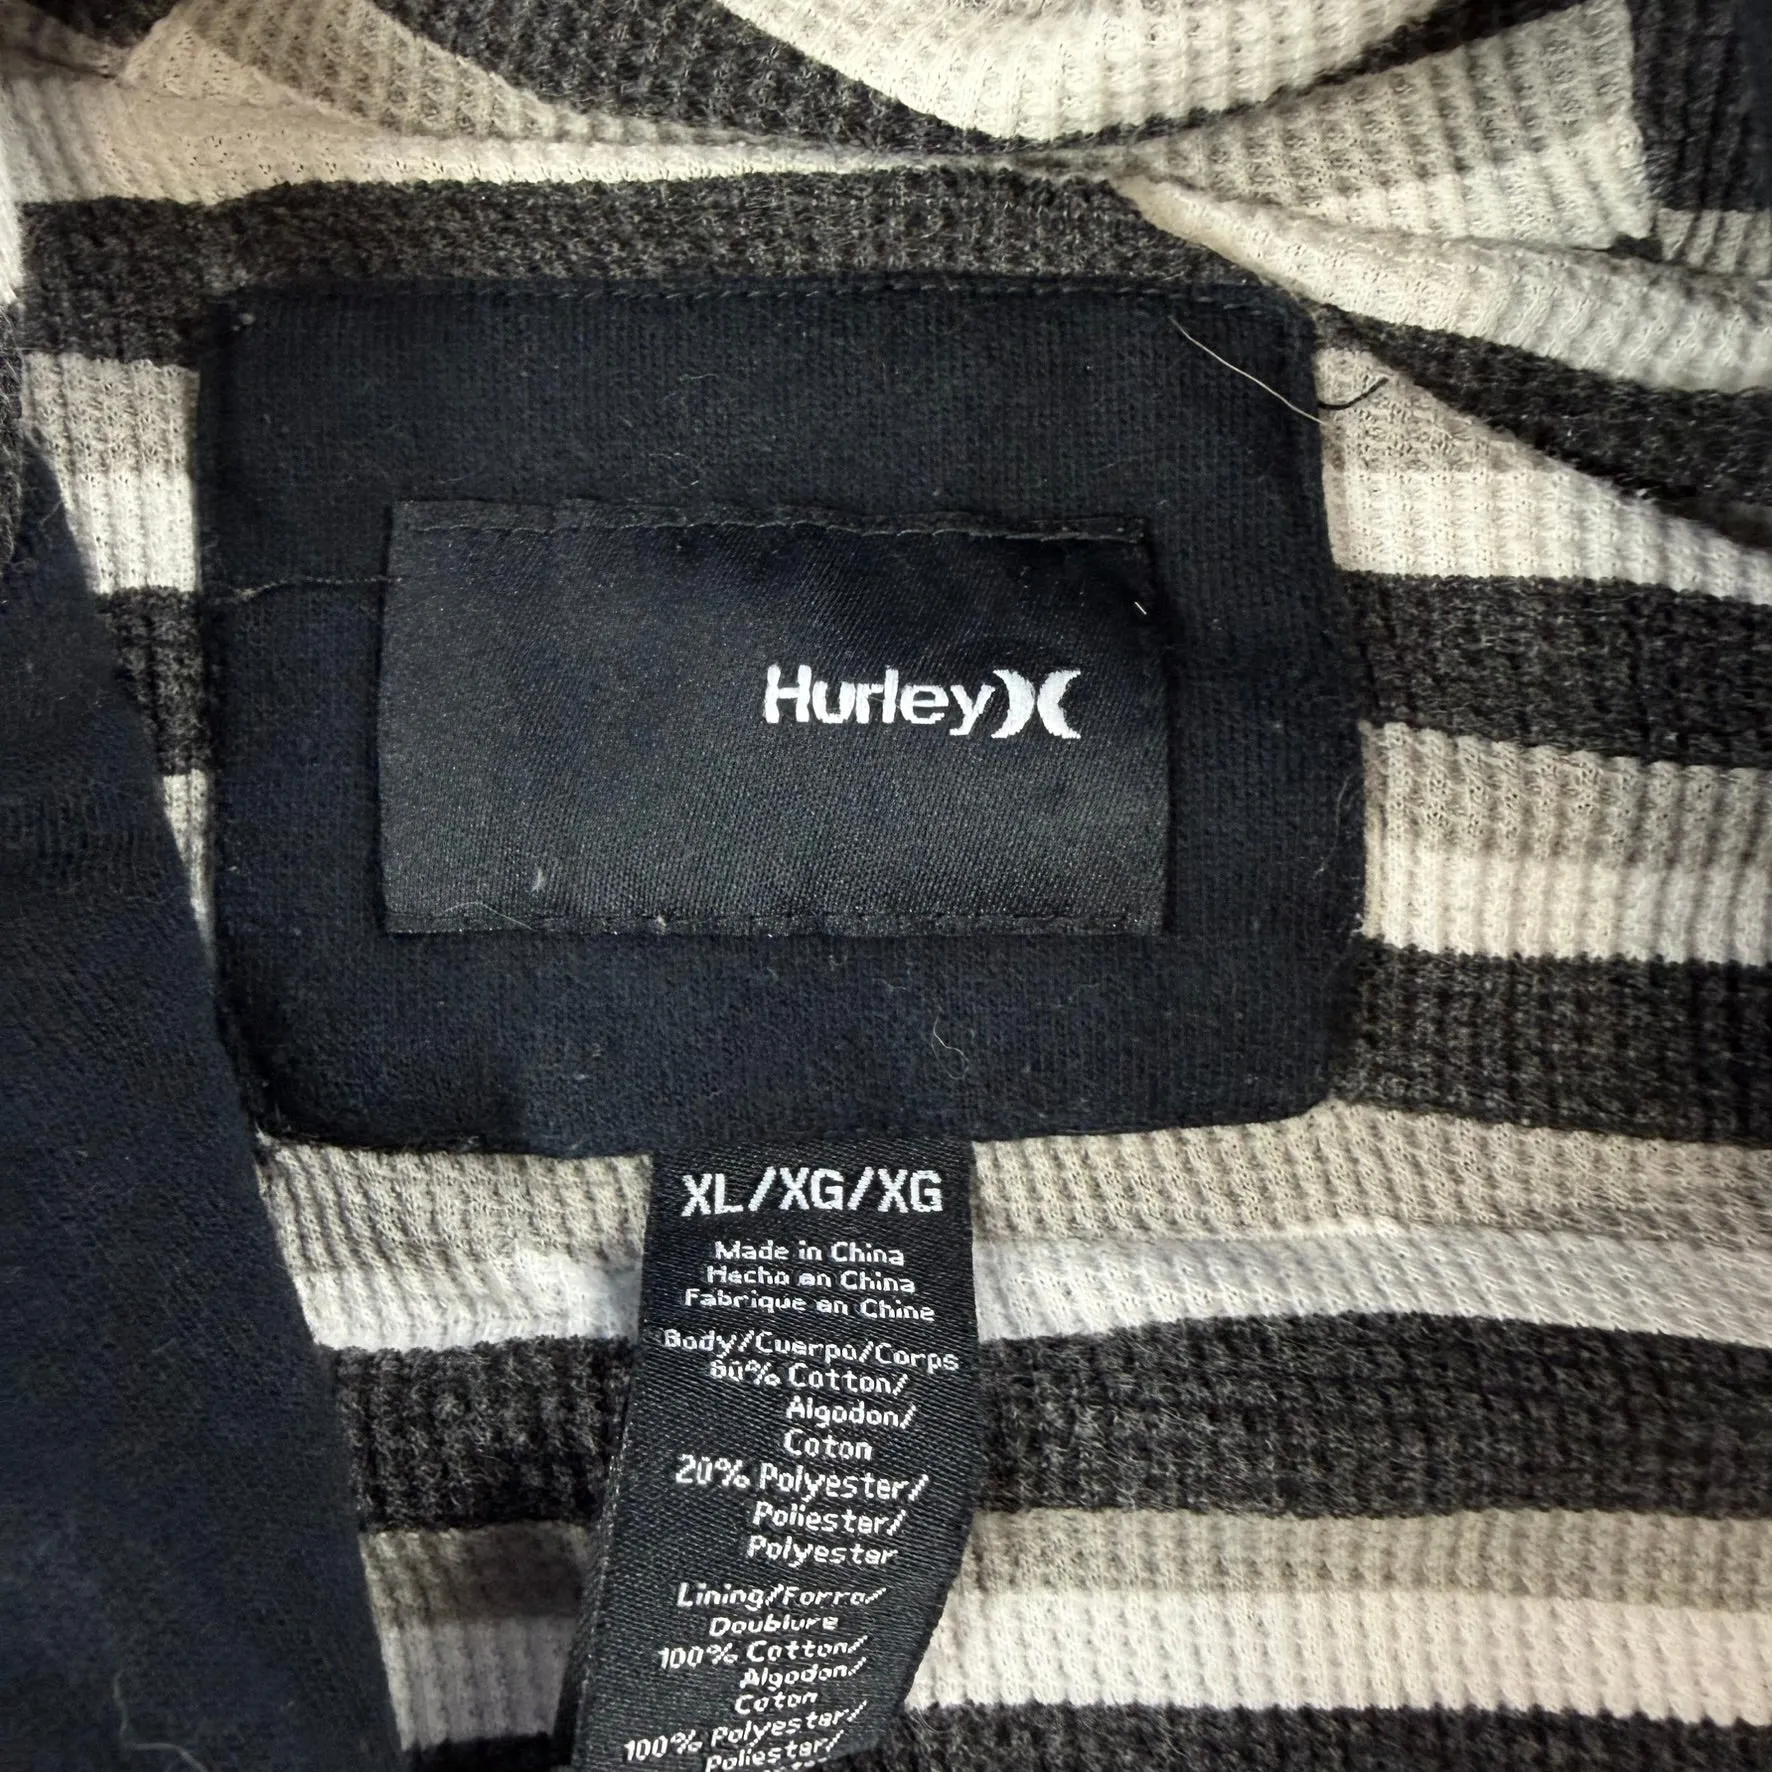 Hurley
XL/XG/XG
Made in China
Hecho en China
Fabrique en Chine
Body/Cuerpo/Corps
80% Cotton/
Algodon/
Coton
20% Polyester/
Poliester/
Polyester
Lining/Forro/
Doublure
100% Cotton/
Algodon/
Coton
100% Polyester/
Poliester/